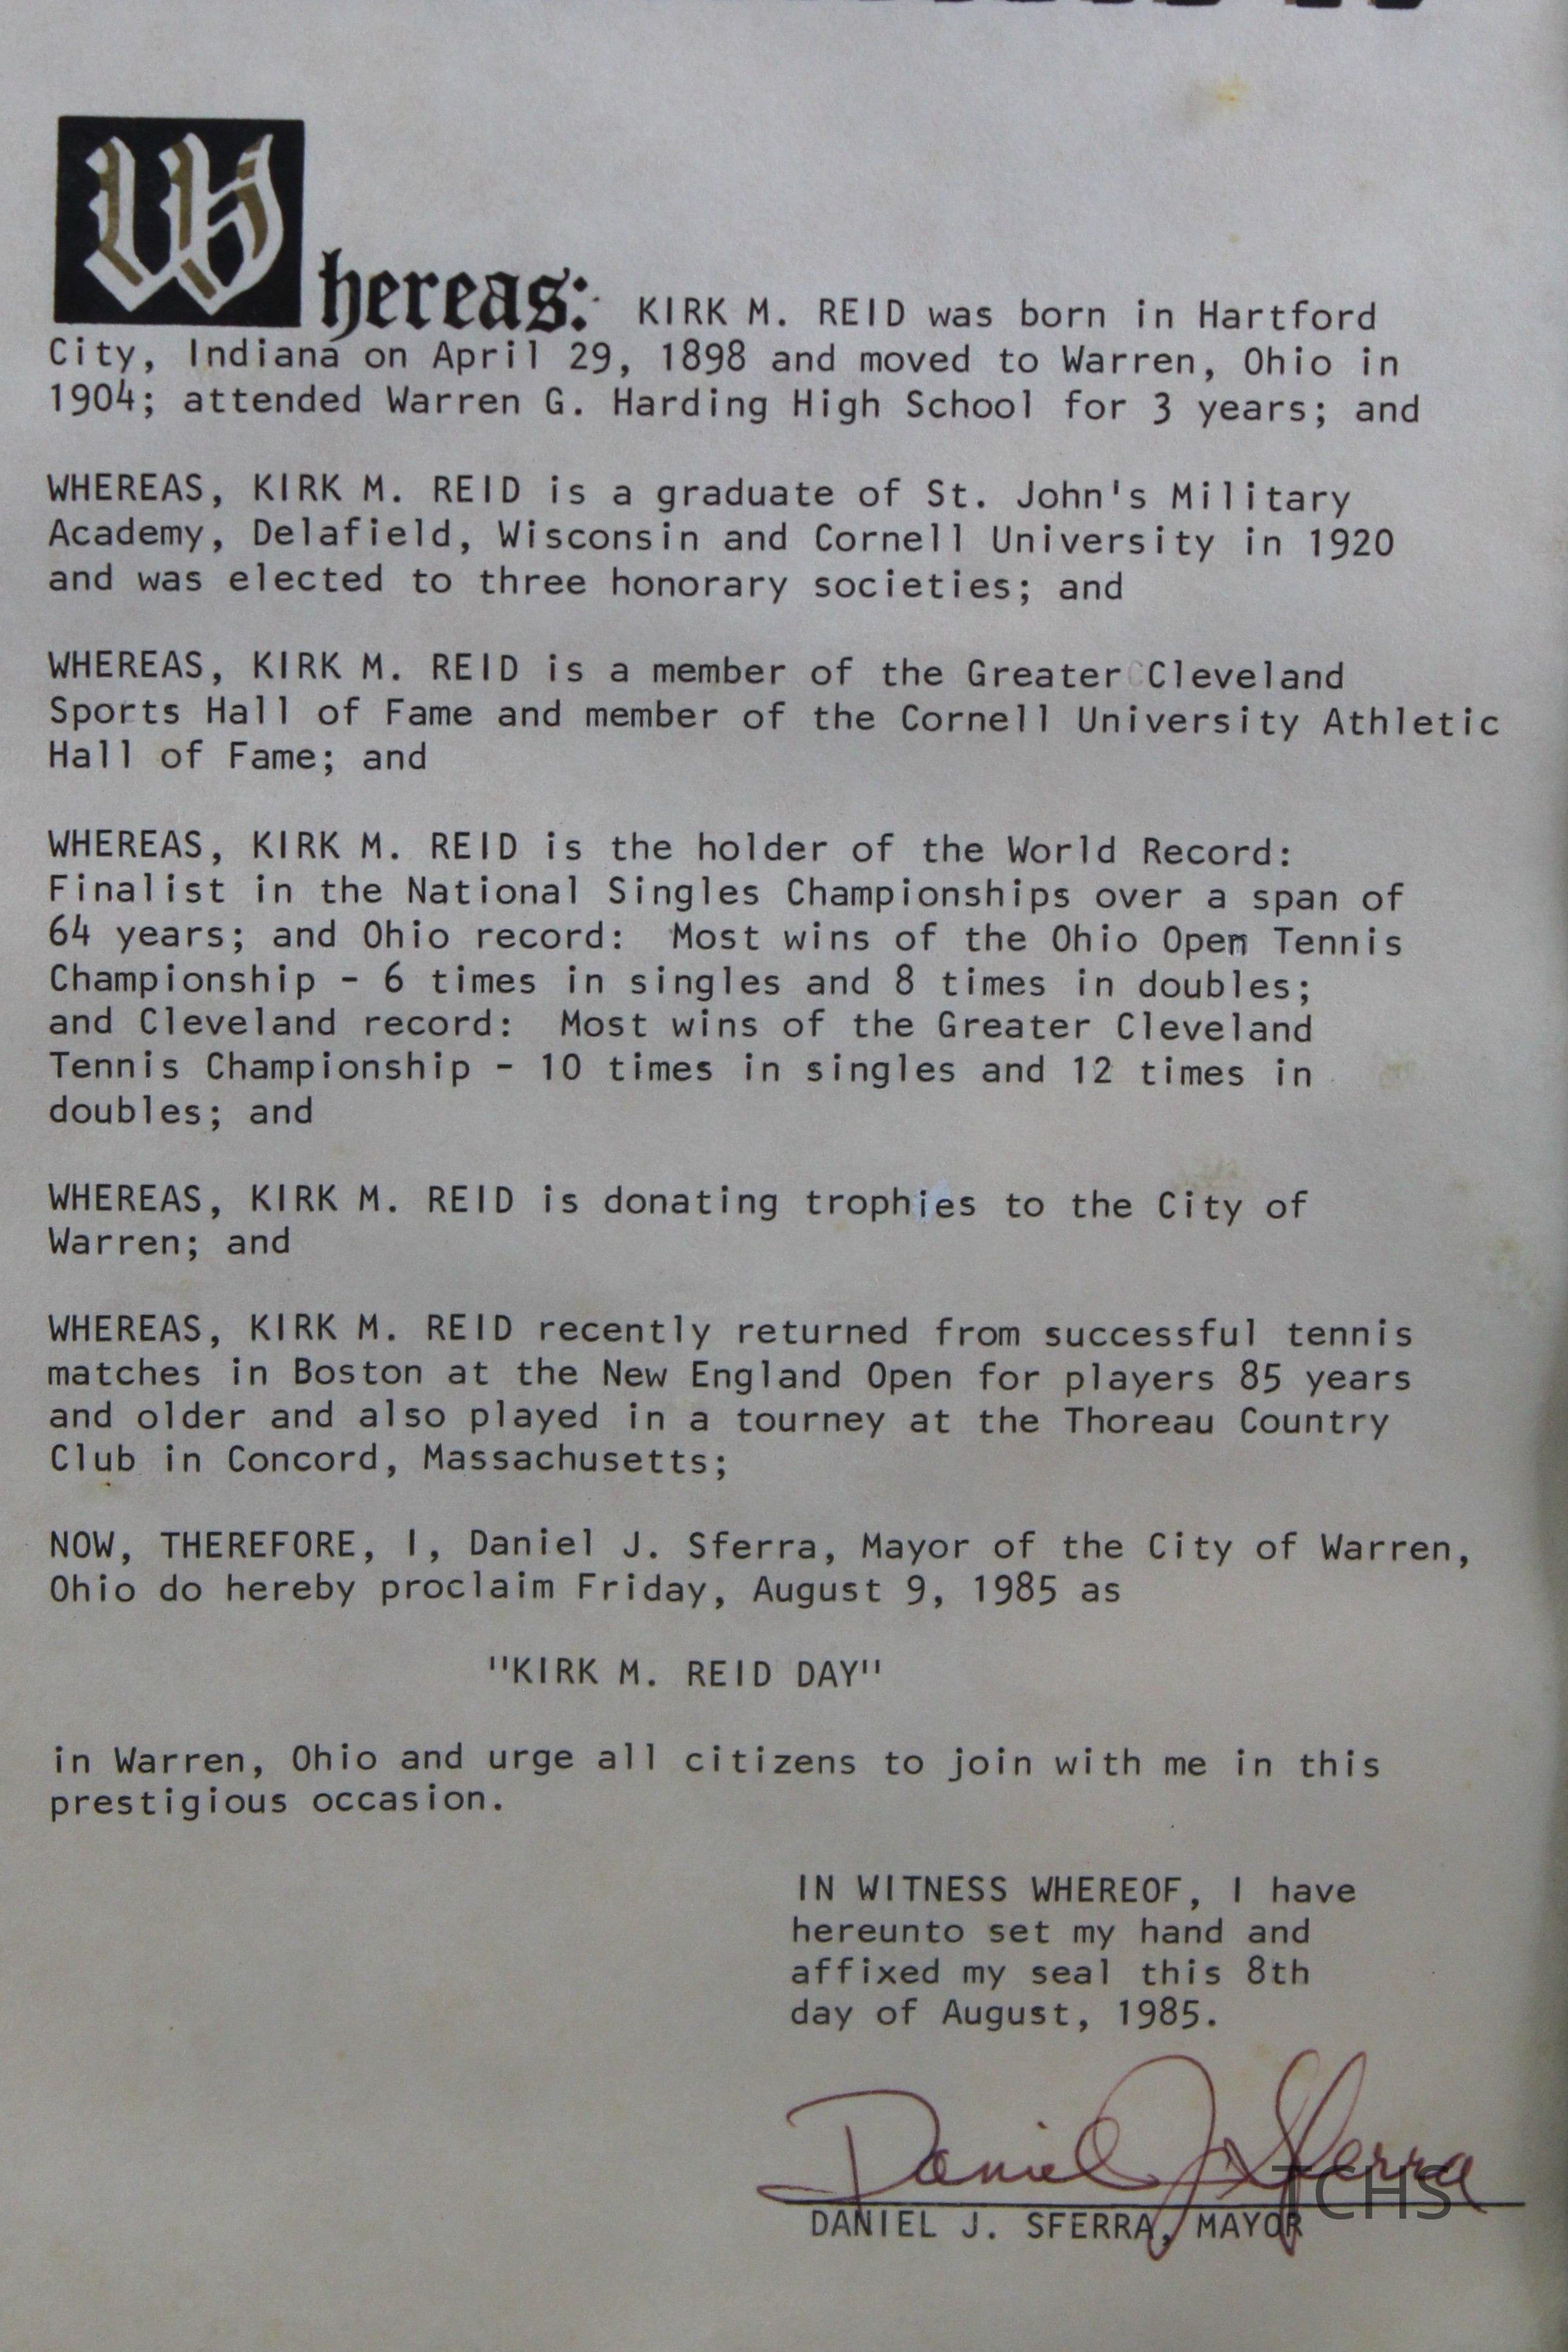 Whereas: KIRK M. REID was born in Hartford
City, Indiana on April 29, 1898 and moved to Warren, Ohio in
1904; attended Warren G. Harding High School for 3 years; and
WHEREAS, KIRK M. REID is a graduate of St. John's Military
Academy, Delafield, Wisconsin and Cornell University in 1920
and was elected to three honorary societies; and
WHEREAS, KIRK M. REID is a member of the Greater Cleveland
Sports Hall of Fame and member of the Cornell University Athletic
Hall of Fame; and
WHEREAS, KIRK M. REID is the holder of the World Record:
Finalist in the National Singles Championships over a span of
64 years; and Ohio record: Most wins of the Ohio Open Tennis
Championship - 6 times in singles and 8 times in doubles;
and Cleveland record: Most wins of the Greater Cleveland
Tennis Championship - 10 times in singles and 12 times in
doubles; and
WHEREAS, KIRK M. REID is donating trophies to the City of
Warren; and
WHEREAS, KIRK M. REID recently returned from successful tennis
matches in Boston at the New England Open for players 85 years
and older and also played in a tourney at the Thoreau Country
Club in Concord, Massachusetts;
NOW, THEREFORE, I, Daniel J. Sferra, Mayor of the City of Warren,
Ohio do hereby proclaim Friday, August 9, 1985 as
"KIRK M. REID DAY"
in Warren, Ohio and urge all citizens to join with me in this
prestigious occasion.
IN WITNESS WHEREOF, I have
hereunto set my hand and
affixed my seal this 8th
day of August, 1985.
Daniel J. Sferra
TCHS
DANIEL J. SFERRA, MAYOR